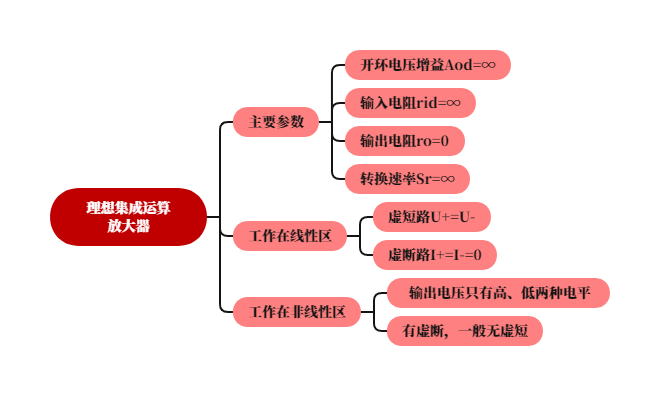 理想集成运算
放大器
主要参数
开环电压增益Aod=∞
输入电阻rid=∞
输出电阻ro=0
转换速率Sr=∞
工作在线性区
虚短路U+=U-
虚断路I+=I-=0
工作在非线性区
输出电压只有高、低两种电平
有虚断，一般无虚短